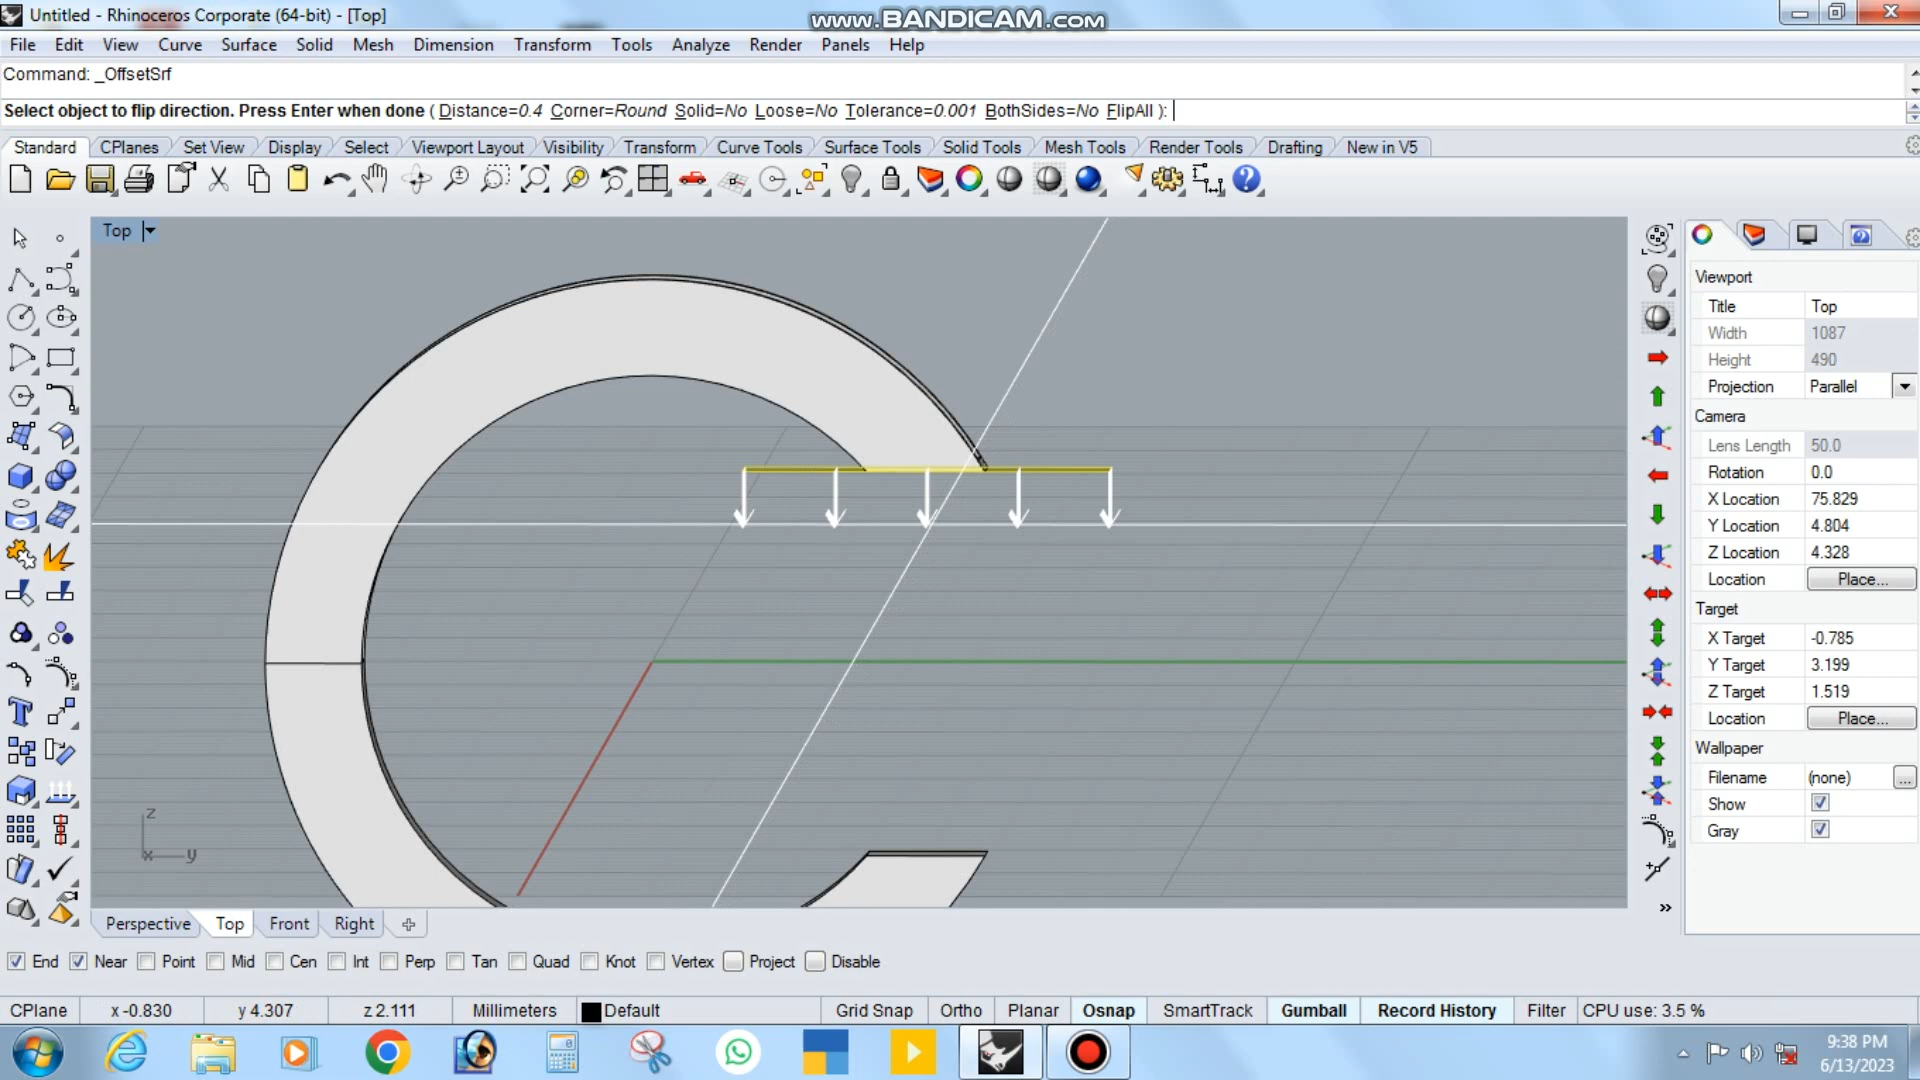 Untitled - Rhinoceros Corporate (64-bit) - [Top]
www.BANDICAM.com
File Edit View Curve Surface Solid Mesh Dimension Transform Tools Analyze Render Panels Help
Command: _OffsetSrf
Select object to flip direction. Press Enter when done ( Distance=0.4 Corner=Round Solid=No Loose=No Tolerance=0.001 BothSides=No FlipAll ):
Standard CPlanes Set View Display Select Viewport Layout Visibility Transform Curve Tools Surface Tools Solid Tools Mesh Tools Render Tools Drafting New in V5
Top
Viewport
Title Top
Width 1087
Height 490
Projection Parallel
Camera
Lens Length 50.0
Rotation 0.0
X Location 75.829
Y Location 4.804
Z Location 4.328
Location Place...
Target
X Target -0.785
Y Target 3.199
Z Target 1.519
Location Place...
Wallpaper
Filename (none) ...
Show
Gray
z
x y
Perspective Top Front Right
End Near Point Mid Cen Int Perp Tan Quad Knot Vertex Project Disable
CPlane x -0.830 y 4.307 z 2.111 Millimeters Default Grid Snap Ortho Planar Osnap SmartTrack Gumball Record History Filter CPU use: 3.5 %
9:38 PM
6/13/2023